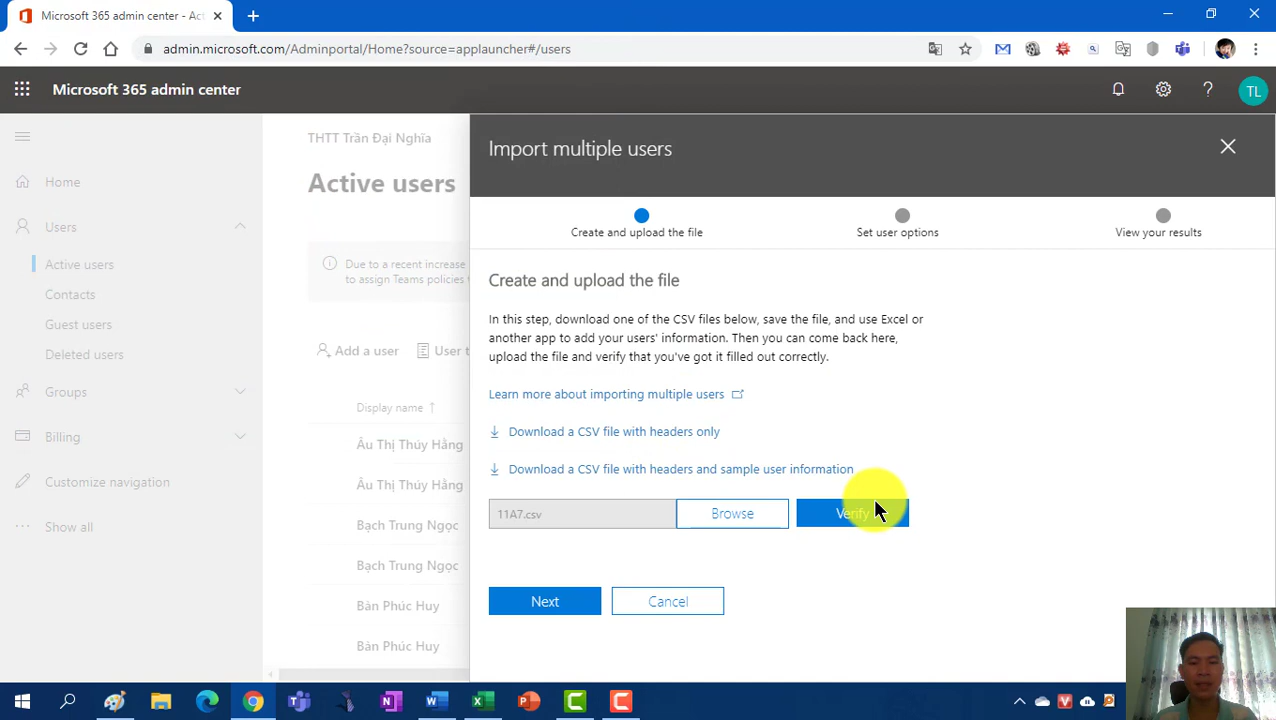 Microsoft 365 admin center - Act
admin.microsoft.com/Adminportal/Home?source=applauncher#/users
Microsoft 365 admin center
TL
Home
Users
Active users
Contacts
Guest users
Deleted users
Groups
Billing
Customize navigation
Show all
THTT Trần Đại Nghĩa
Active users
Due to a recent increase
to assign Teams policies t
Add a user
User t
Display name ↑
Âu Thị Thúy Hằng
Âu Thị Thúy Hằng
Bạch Trung Ngọc
Bạch Trung Ngọc
Bàn Phúc Huy
Bàn Phúc Huy
Import multiple users
Create and upload the file
Set user options
View your results
Create and upload the file
In this step, download one of the CSV files below, save the file, and use Excel or
another app to add your users' information. Then you can come back here,
upload the file and verify that you've got it filled out correctly.
Learn more about importing multiple users
Download a CSV file with headers only
Download a CSV file with headers and sample user information
11A7.csv
Browse
Verify
Next
Cancel